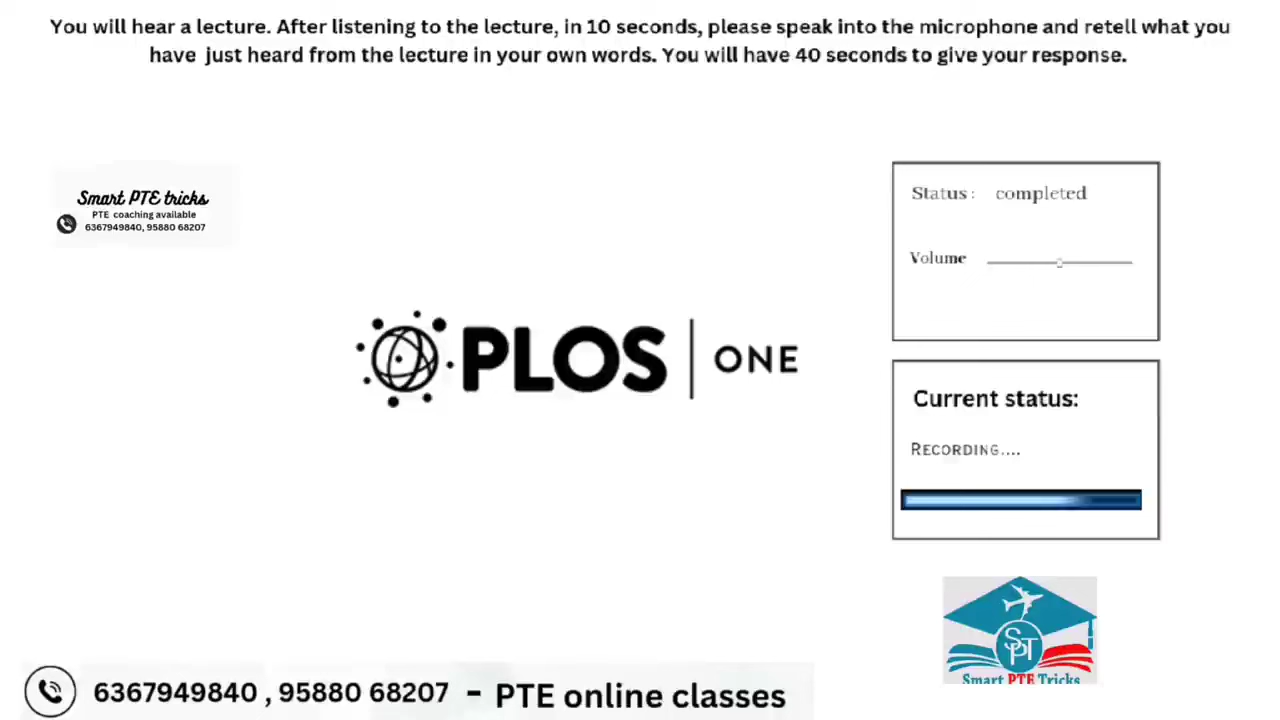 You will hear a lecture. After listening to the lecture, in 10 seconds, please speak into the microphone and retell what you
have just heard from the lecture in your own words. You will have 40 seconds to give your response.
Smart PTE tricks
PTE coaching available
6367949840, 95880 68207
Status : completed
Volume
PLOS | ONE
Current status:
RECORDING....
SPT
Smart PTE Tricks
6367949840 , 95880 68207 - PTE online classes